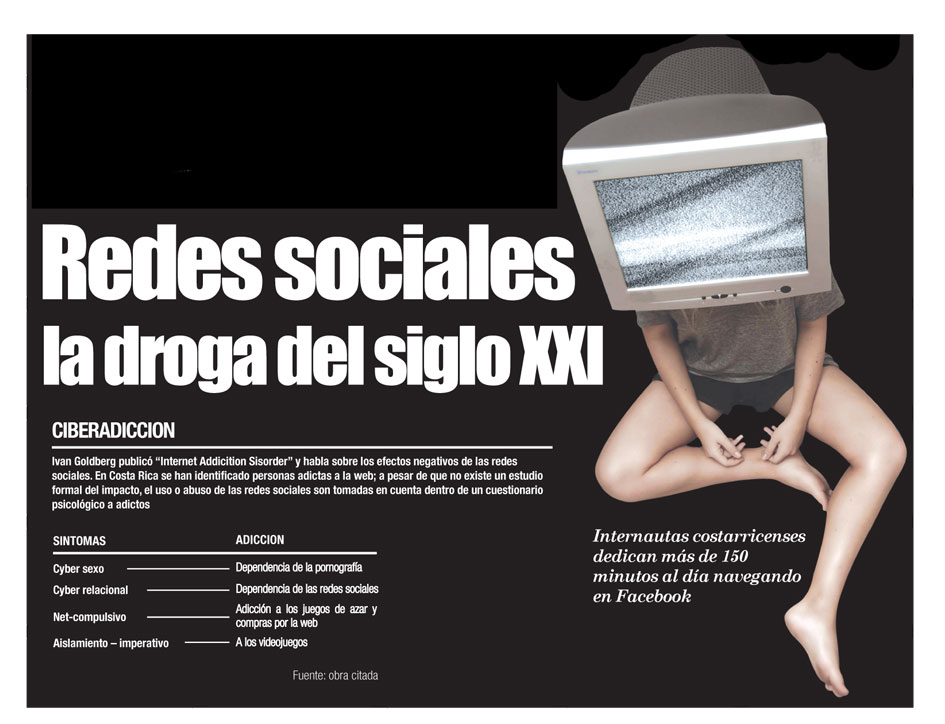 Redes sociales
la droga del siglo XXI
CIBERADICCION
Ivan Goldberg publicó “Internet Addicition Sisorder” y habla sobre los efectos negativos de las redes
sociales. En Costa Rica se han identificado personas adictas a la web; a pesar de que no existe un estudio
formal del impacto, el uso o abuso de las redes sociales son tomadas en cuenta dentro de un cuestionario
psicológico a adictos
SINTOMAS ADICCION
Cyber sexo Dependencia de la pornografía
Cyber relacional Dependencia de las redes sociales
Net-compulsivo Adicción a los juegos de azar y
compras por la web
Aislamiento – imperativo A los videojuegos
Fuente: obra citada
Internautas costarricenses
dedican más de 150
minutos al día navegando
en Facebook